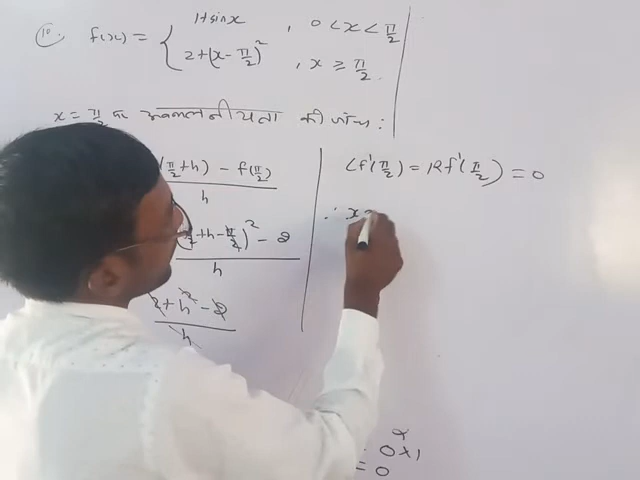 10. f(x) = { 1+sinx , 0 < x < π/2
2+(x-π/2)² , x ≥ π/2.
x = π/2 पर अवकलनीयता की जाँच :
(π/2+h) - f(π/2)
h
+h-π/2)² - 2
h
2+h² - 2
h
Lf'(π/2) = Rf'(π/2) = 0
∴ x =
0×1
= 0